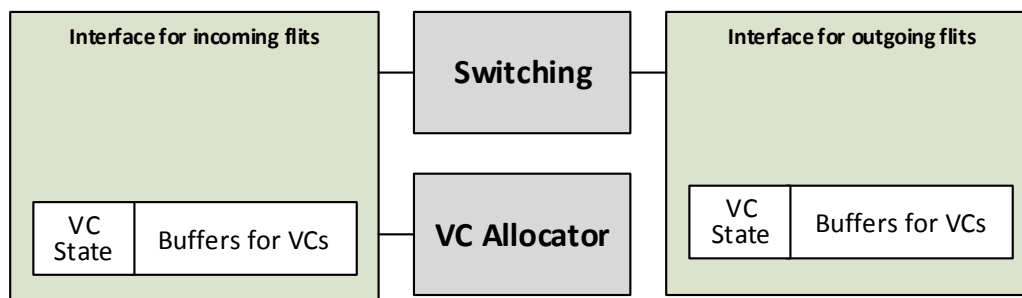 Interface for incoming flits
Switching
Interface for outgoing flits
VC
State
Buffers for VCs
VC Allocator
VC
State
Buffers for VCs